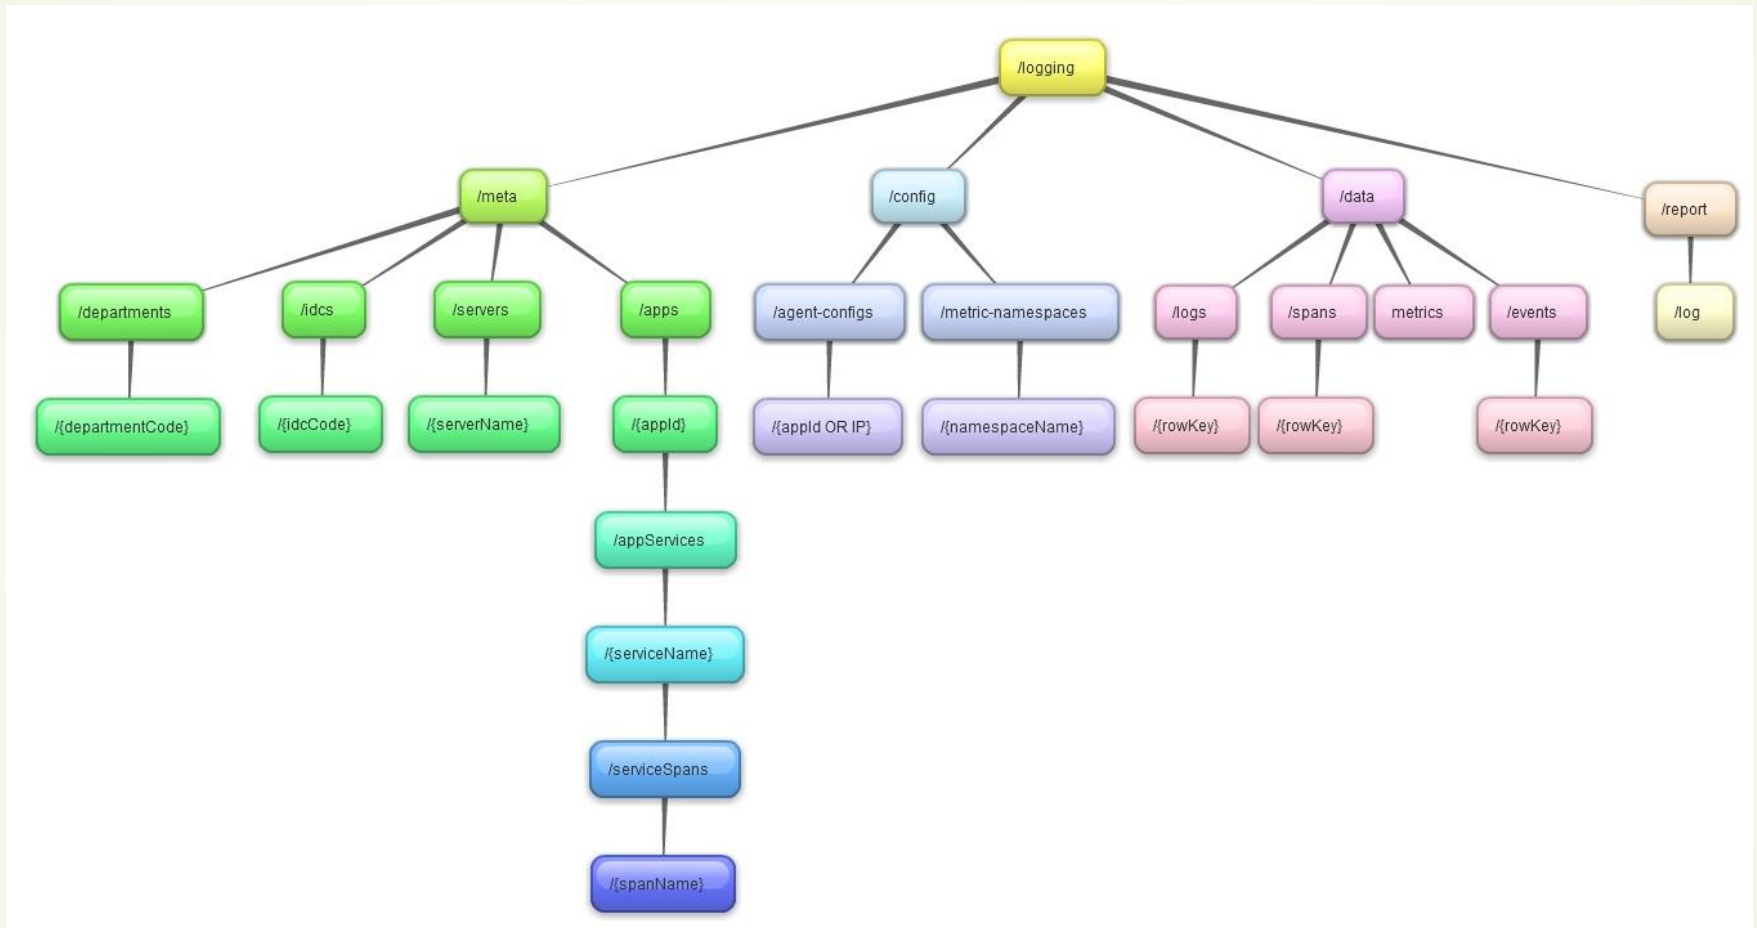 /logging
/meta
/config
/data
/report
/departments
/idcs
/servers
/apps
/agent-configs
/metric-namespaces
/logs
/spans
metrics
/events
/log
/{departmentCode}
/{idcCode}
/{serverName}
/{appId}
/{appId OR IP}
/{namespaceName}
/{rowKey}
/{rowKey}
/{rowKey}
/appServices
/{serviceName}
/serviceSpans
/{spanName}